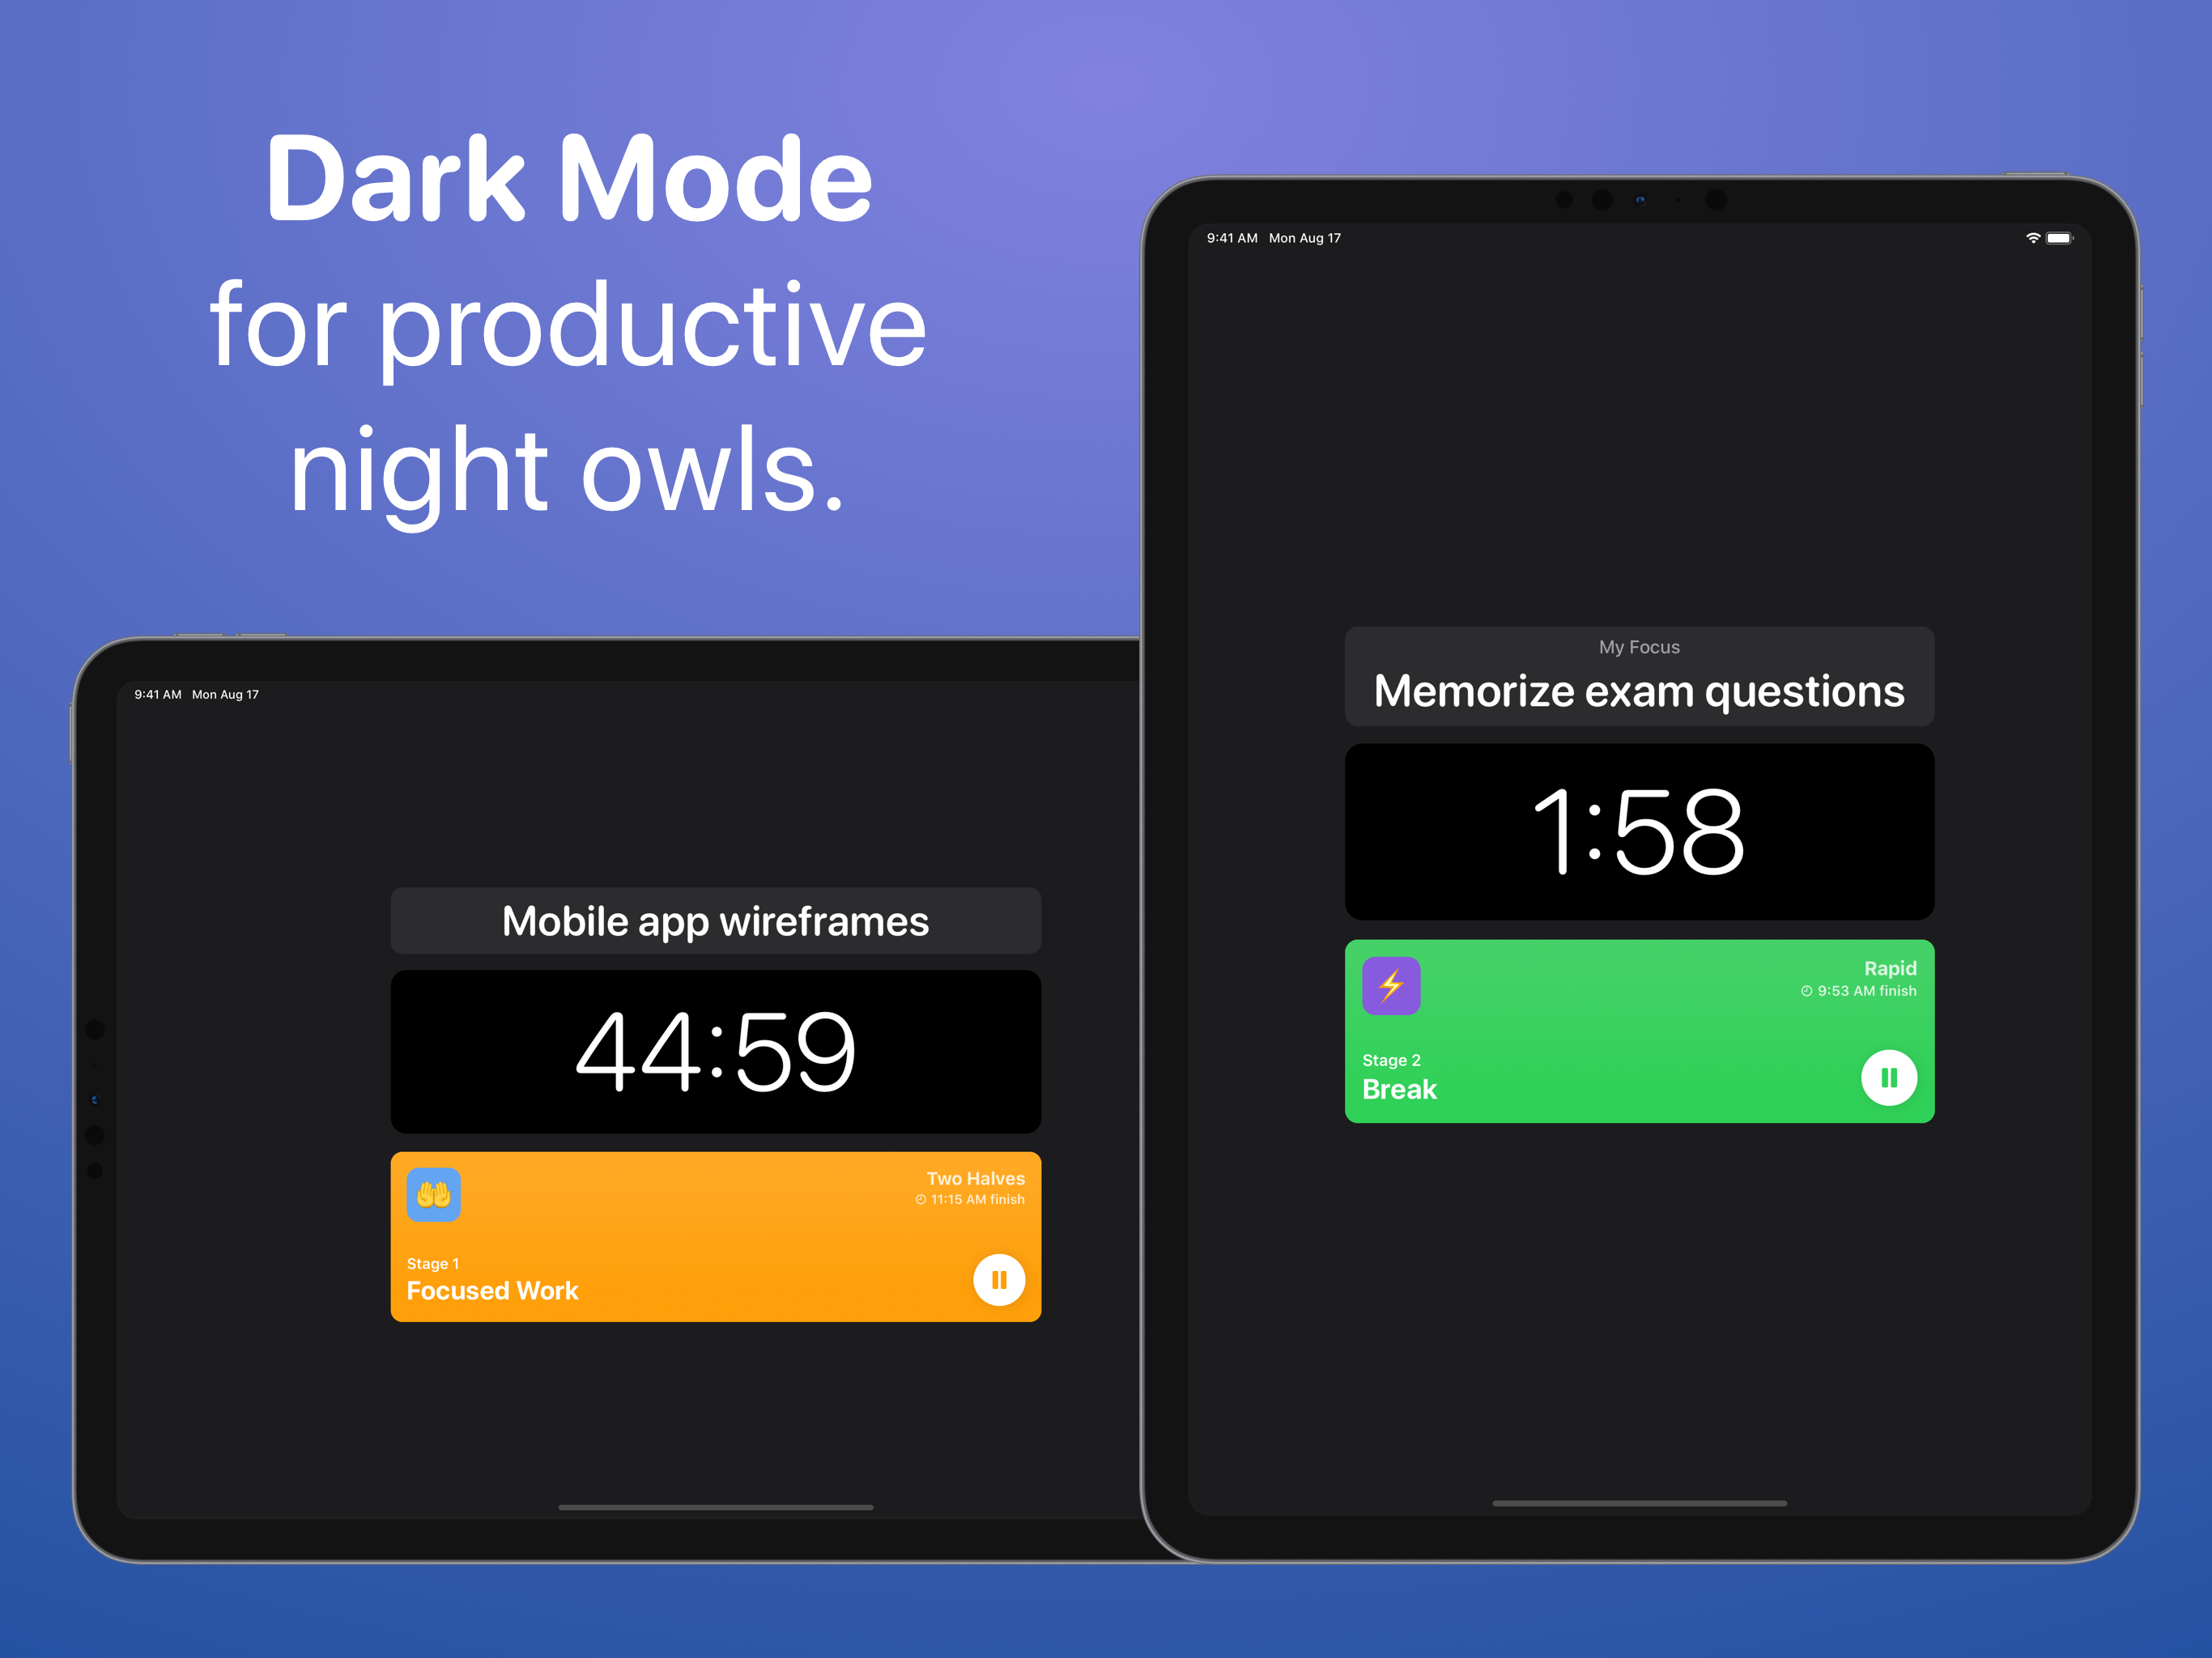 Dark Mode
for productive
night owls.
9:41 AM Mon Aug 17
Mobile app wireframes
44:59
Two Halves
11:15 AM finish
Stage 1
Focused Work
9:41 AM Mon Aug 17
My Focus
Memorize exam questions
1:58
Rapid
9:53 AM finish
Stage 2
Break